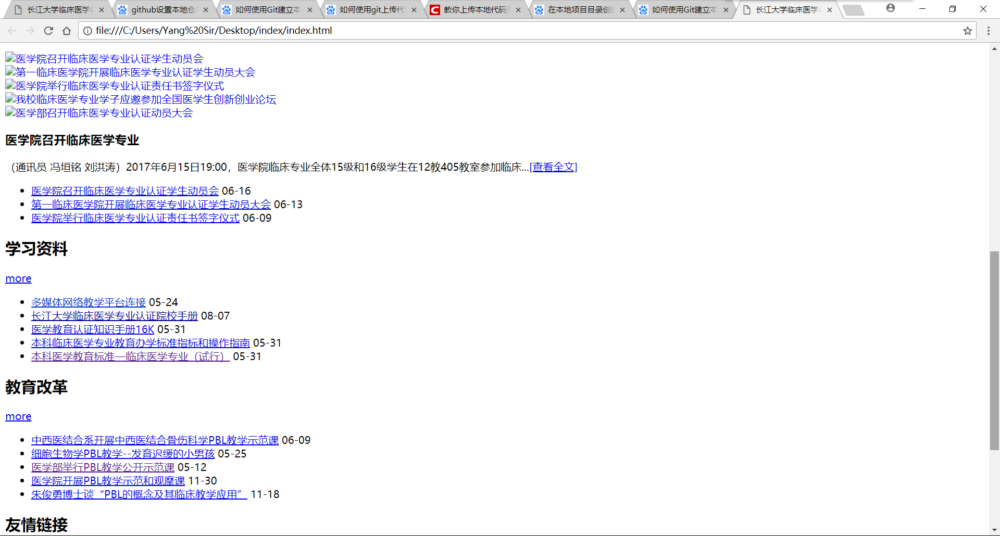 长江大学临床医学
github设置本地仓
如何使用Git建立本
如何使用git上传代
教你上传本地代码
在本地项目目录创
如何使用Git建立本
长江大学临床医学
file:///C:/Users/Yang%20Sir/Desktop/index/index.html
医学院召开临床医学专业认证学生动员会
第一临床医学院开展临床医学专业认证学生动员大会
医学院举行临床医学专业认证责任书签字仪式
我校临床医学专业学子应邀参加全国医学生创新创业论坛
医学部召开临床医学专业认证动员大会
医学院召开临床医学专业
（通讯员 冯垣铭 刘洪涛）2017年6月15日19:00，医学院临床专业全体15级和16级学生在12教405教室参加临床...[查看全文]
医学院召开临床医学专业认证学生动员会 06-16
第一临床医学院开展临床医学专业认证学生动员大会 06-13
医学院举行临床医学专业认证责任书签字仪式 06-09
学习资料
more
多媒体网络教学平台连接 05-24
长江大学临床医学专业认证院校手册 08-07
医学教育认证知识手册16K 05-31
本科临床医学专业教育办学标准指标和操作指南 05-31
本科医学教育标准—临床医学专业（试行） 05-31
教育改革
more
中西医结合系开展中西医结合骨伤科学PBL教学示范课 06-09
细胞生物学PBL教学--发育迟缓的小男孩 05-25
医学部举行PBL教学公开示范课 05-12
医学院开展PBL教学示范和观摩课 11-30
朱俊勇博士谈“PBL的概念及其临床教学应用” 11-18
友情链接